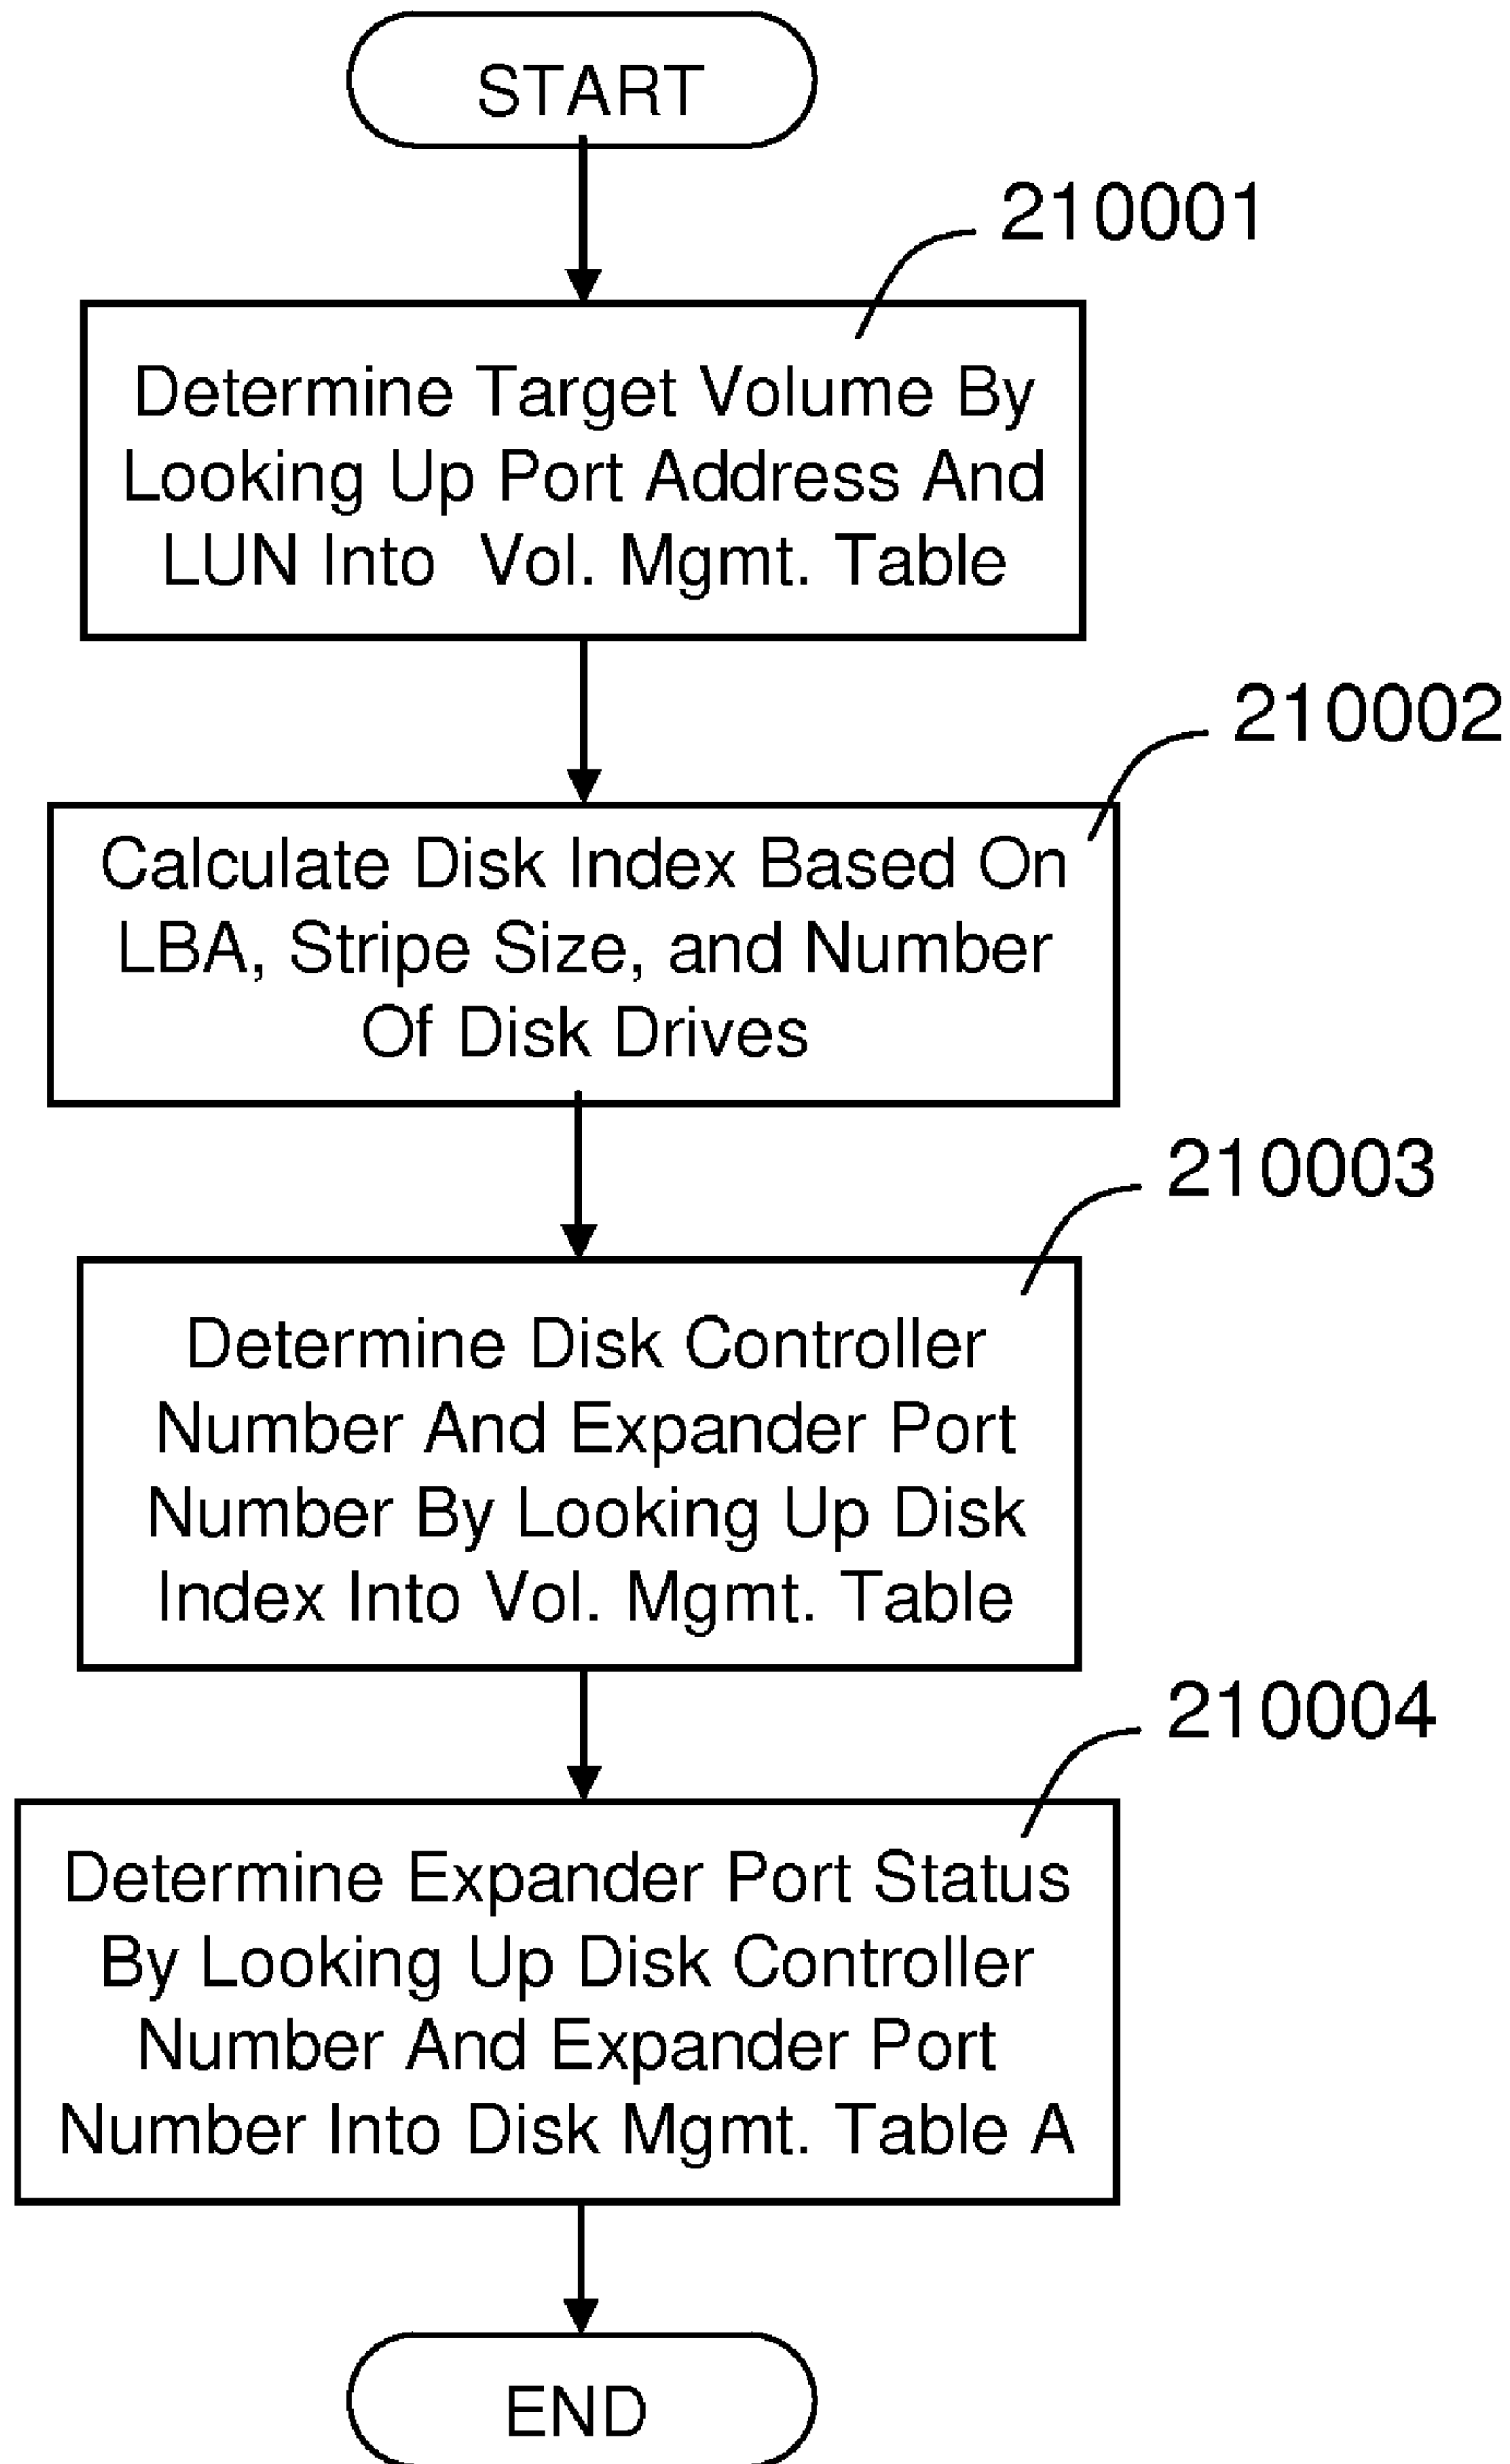 START
210001
Determine Target Volume By
Looking Up Port Address And
LUN Into Vol. Mgmt. Table
210002
Calculate Disk Index Based On
LBA, Stripe Size, and Number
Of Disk Drives
210003
Determine Disk Controller
Number And Expander Port
Number By Looking Up Disk
Index Into Vol. Mgmt. Table
210004
Determine Expander Port Status
By Looking Up Disk Controller
Number And Expander Port
Number Into Disk Mgmt. Table A
END